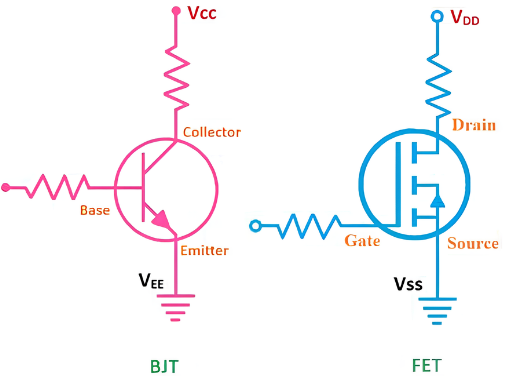 Vcc
Collector
Base
Emitter
VEE
BJT
VDD
Drain
Gate
Source
Vss
FET